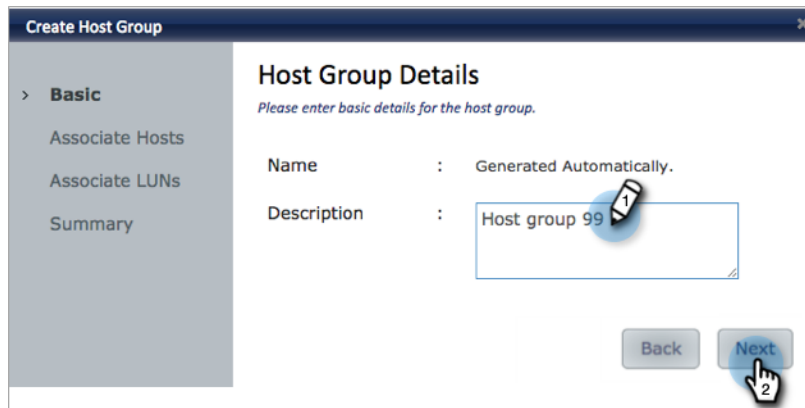 Create Host Group
×
> Basic
Associate Hosts
Associate LUNs
Summary
Host Group Details
Please enter basic details for the host group.
Name : Generated Automatically.
Description : Host group 99
1
Back Next
2